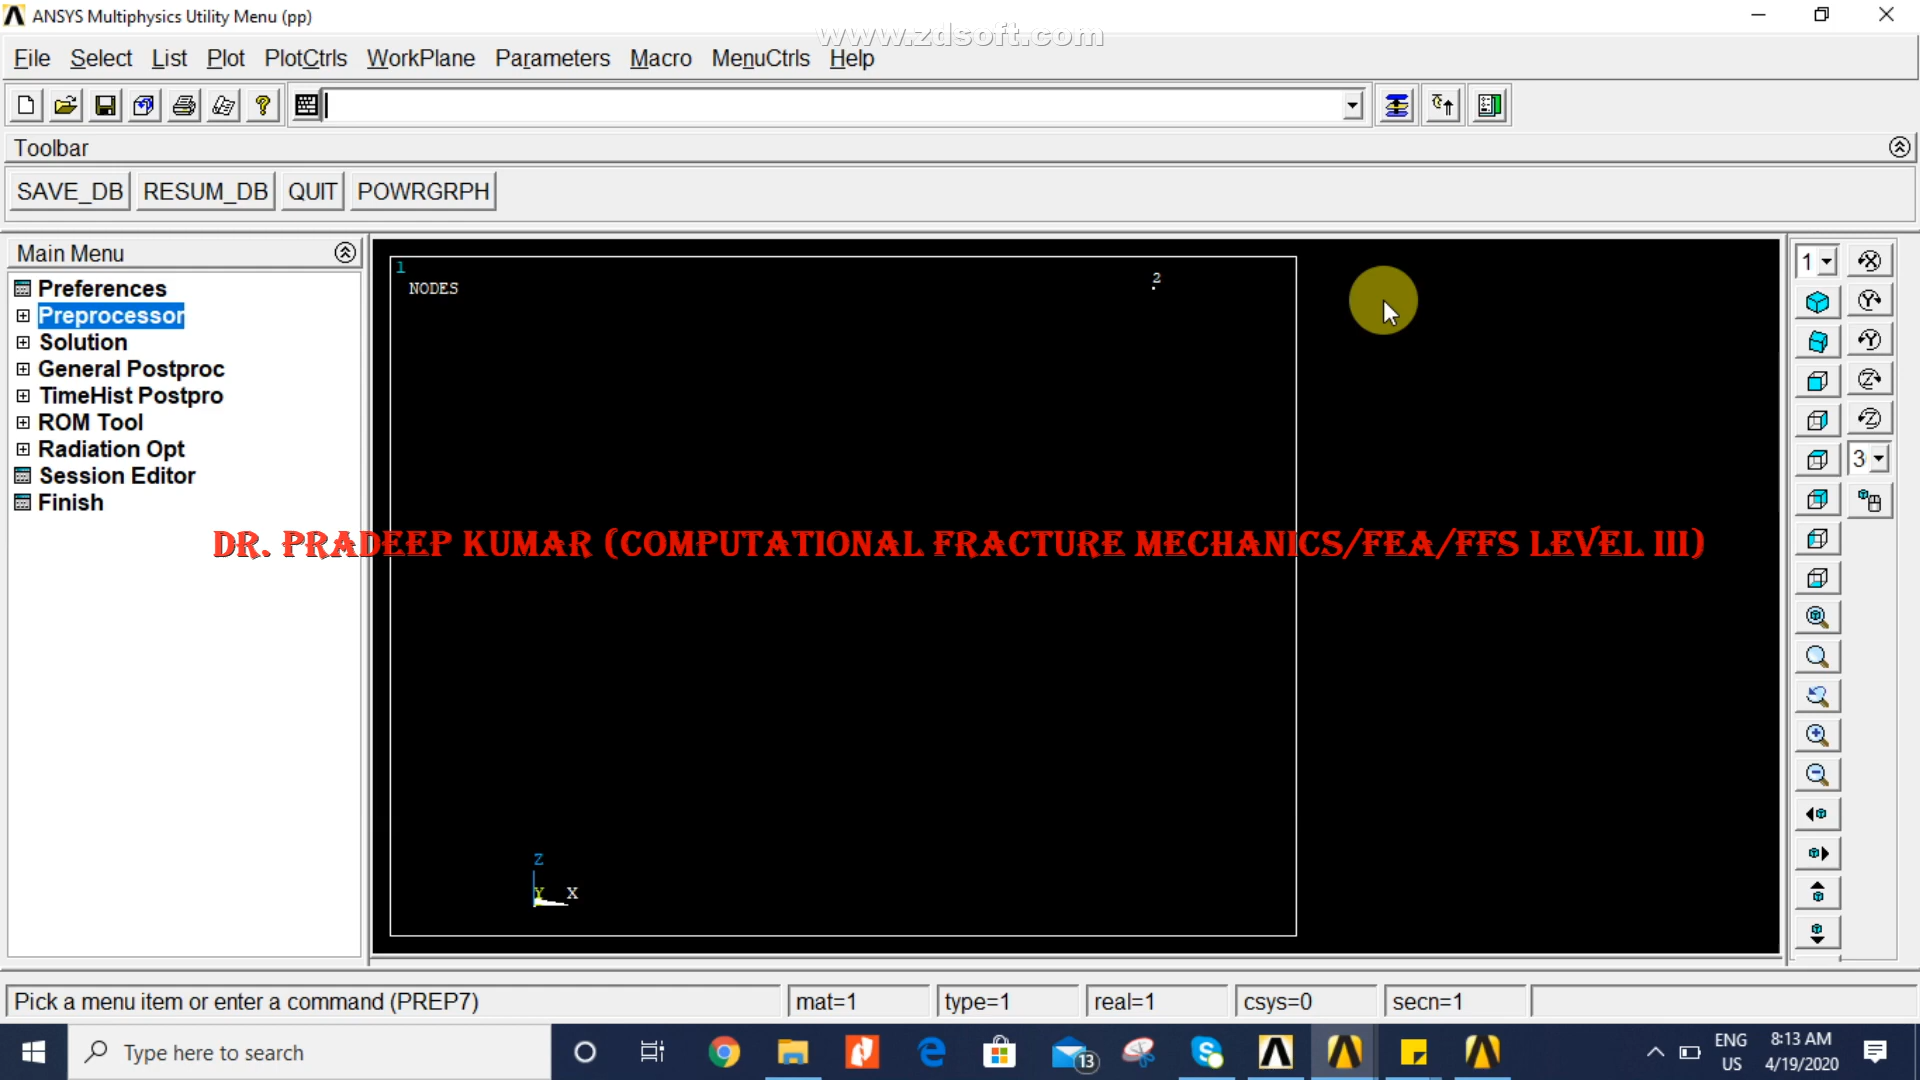 ANSYS Multiphysics Utility Menu (pp)
www.zdsoft.com
File Select List Plot PlotCtrls WorkPlane Parameters Macro MenuCtrls Help
Toolbar
SAVE_DB RESUM_DB QUIT POWRGRPH
Main Menu
Preferences
Preprocessor
Solution
General Postproc
TimeHist Postpro
ROM Tool
Radiation Opt
Session Editor
Finish
1
NODES
2
DR. PRADEEP KUMAR (COMPUTATIONAL FRACTURE MECHANICS/FEA/FFS LEVEL III)
Z
Y X
1
3
Pick a menu item or enter a command (PREP7)
mat=1 type=1 real=1 csys=0 secn=1
Type here to search
13
ENG
US
8:13 AM
4/19/2020